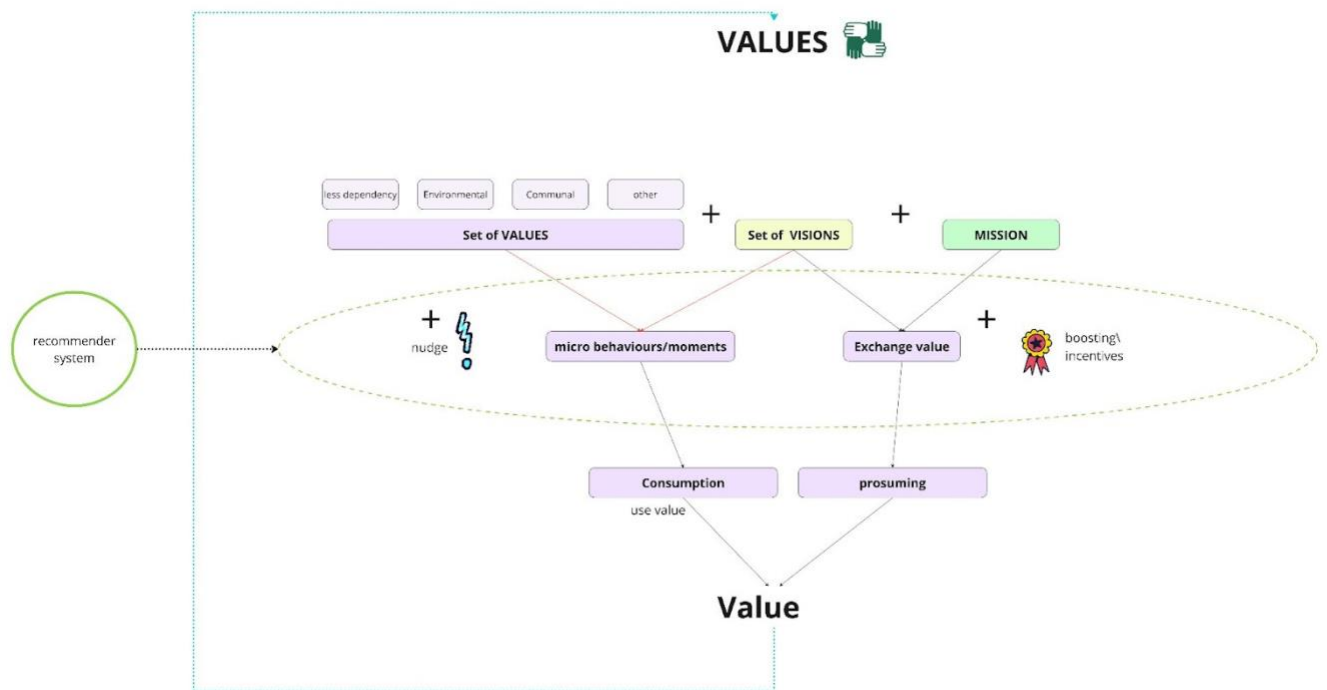 VALUES
less dependency
Environmental
Communal
other
+
+
Set of VALUES
Set of VISIONS
MISSION
+
nudge
micro behaviours/moments
Exchange value
+
boosting\
incentives
recommender
system
Consumption
prosuming
use value
Value